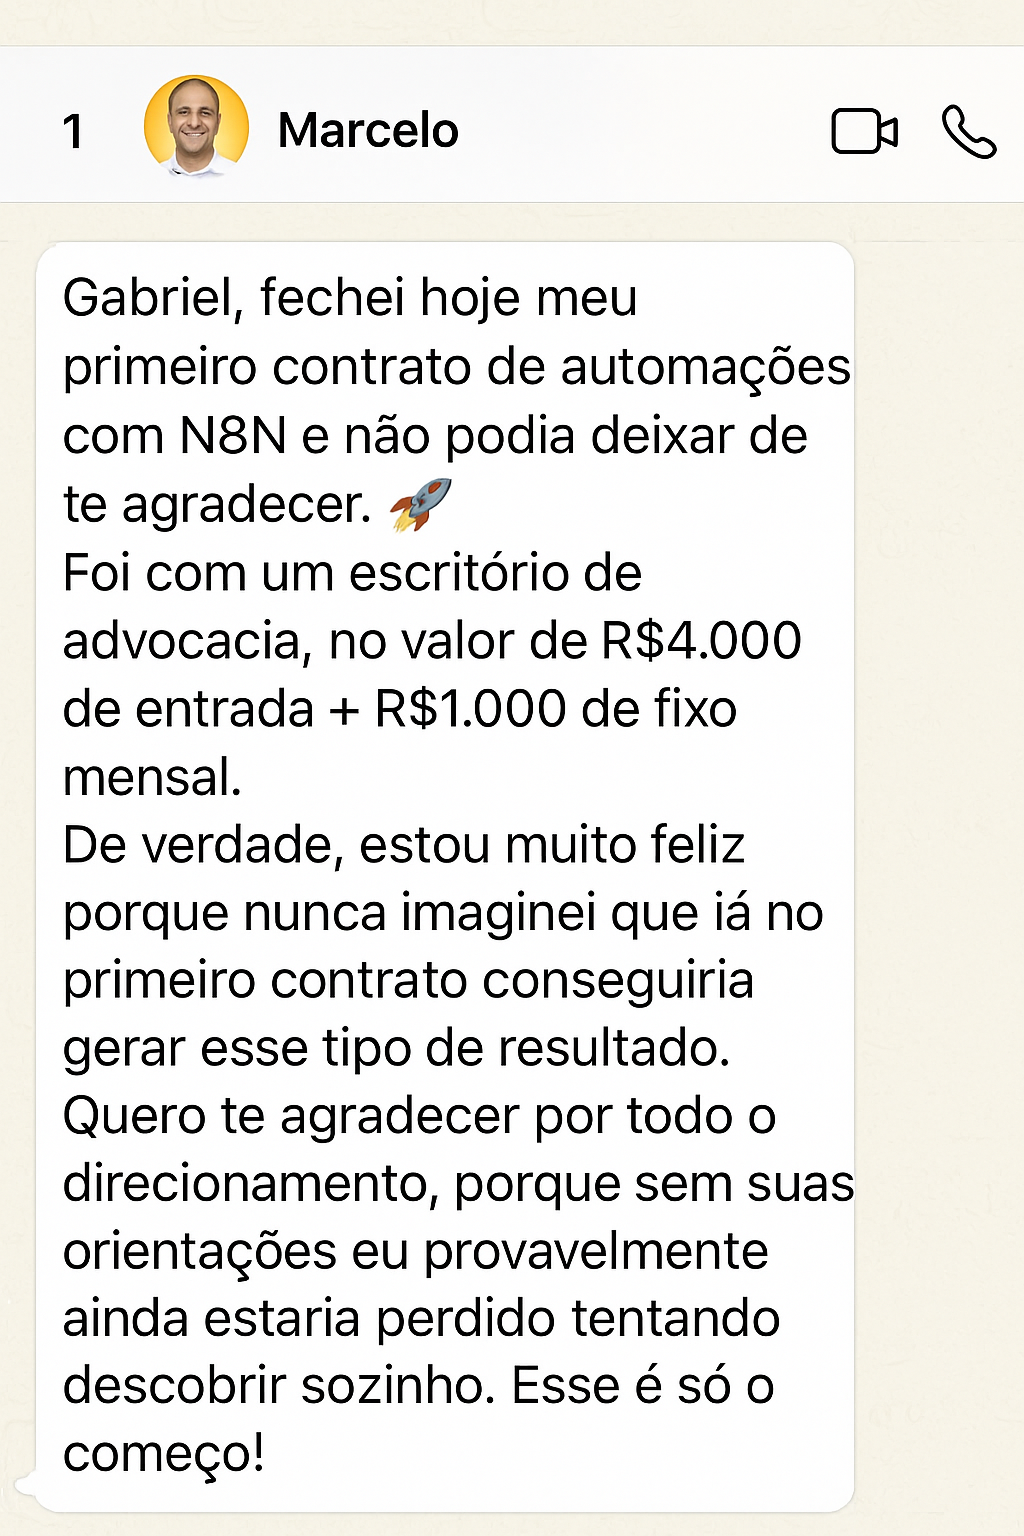 1
Marcelo
Gabriel, fechei hoje meu
primeiro contrato de automações
com N8N e não podia deixar de
te agradecer. 🚀
Foi com um escritório de
advocacia, no valor de R$4.000
de entrada + R$1.000 de fixo
mensal.
De verdade, estou muito feliz
porque nunca imaginei que iá no
primeiro contrato conseguiria
gerar esse tipo de resultado.
Quero te agradecer por todo o
direcionamento, porque sem suas
orientações eu provavelmente
ainda estaria perdido tentando
descobrir sozinho. Esse é só o
começo!